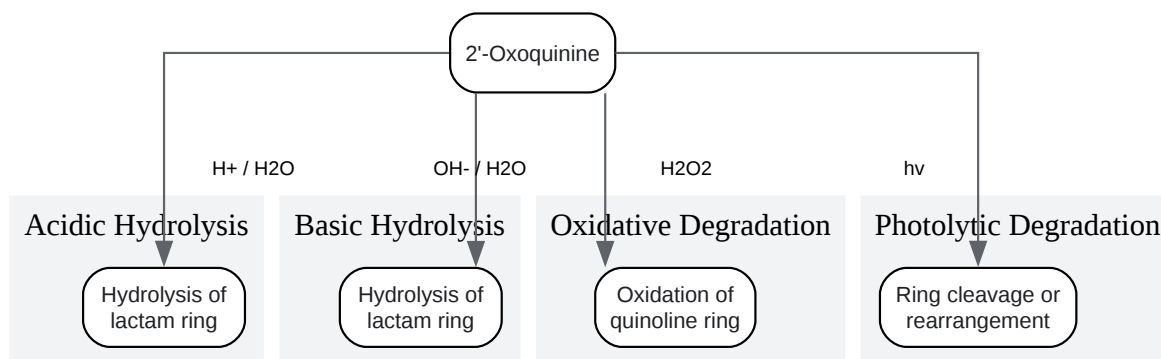 2'-Oxoquinine
H+ / H2O
OH- / H2O
H2O2
hv
Acidic Hydrolysis
Basic Hydrolysis
Oxidative Degradation
Photolytic Degradation
Hydrolysis of
lactam ring
Hydrolysis of
lactam ring
Oxidation of
quinoline ring
Ring cleavage or
rearrangement